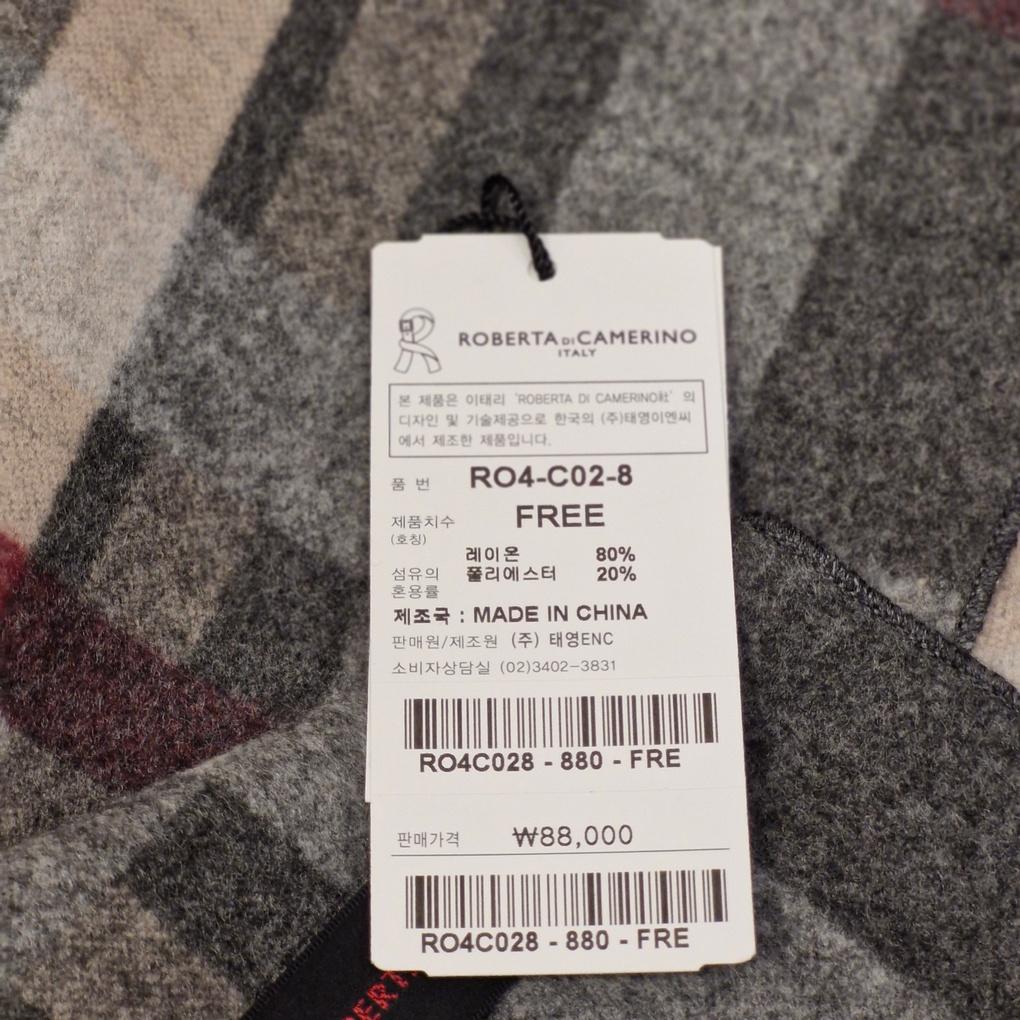 ROBERTA DI CAMERINO
ITALY
본 제품은 이태리 'ROBERTA DI CAMERINO社' 의
디자인 및 기술제공으로 한국의 (주)태영이엔씨
에서 제조한 제품입니다.
품 번 RO4-C02-8
제품치수 FREE
(호칭)
레이온 80%
섬유의 폴리에스터 20%
혼용률
제조국 : MADE IN CHINA
판매원/제조원 (주) 태영ENC
소비자상담실 (02)3402-3831
RO4C028 - 880 - FRE
판매가격 ₩88,000
RO4C028 - 880 - FRE